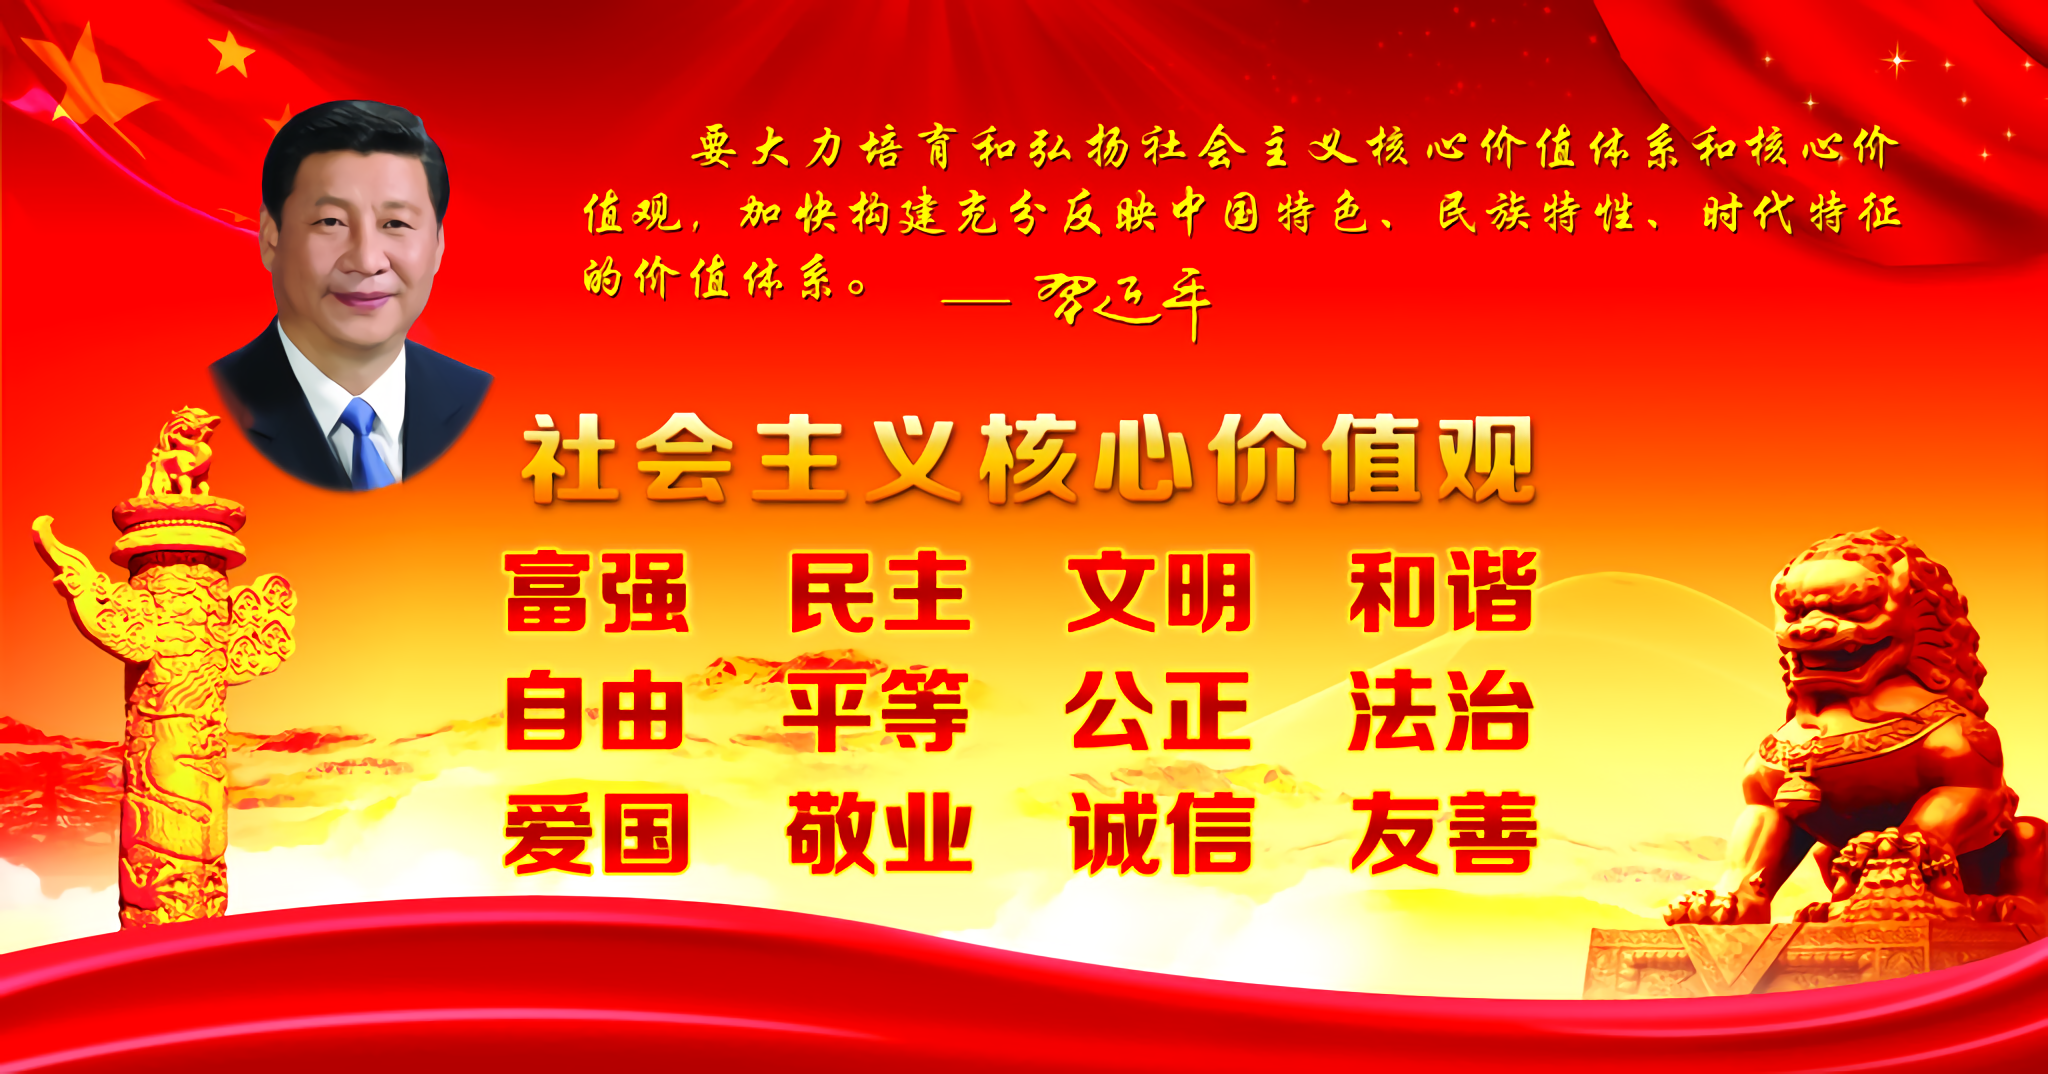 要大力培育和弘扬社会主义核心价值体系和核心价
值观，加快构建充分反映中国特色、民族特性、时代特征
的价值体系。 — 习近平
社会主义核心价值观
富强 民主 文明 和谐
自由 平等 公正 法治
爱国 敬业 诚信 友善